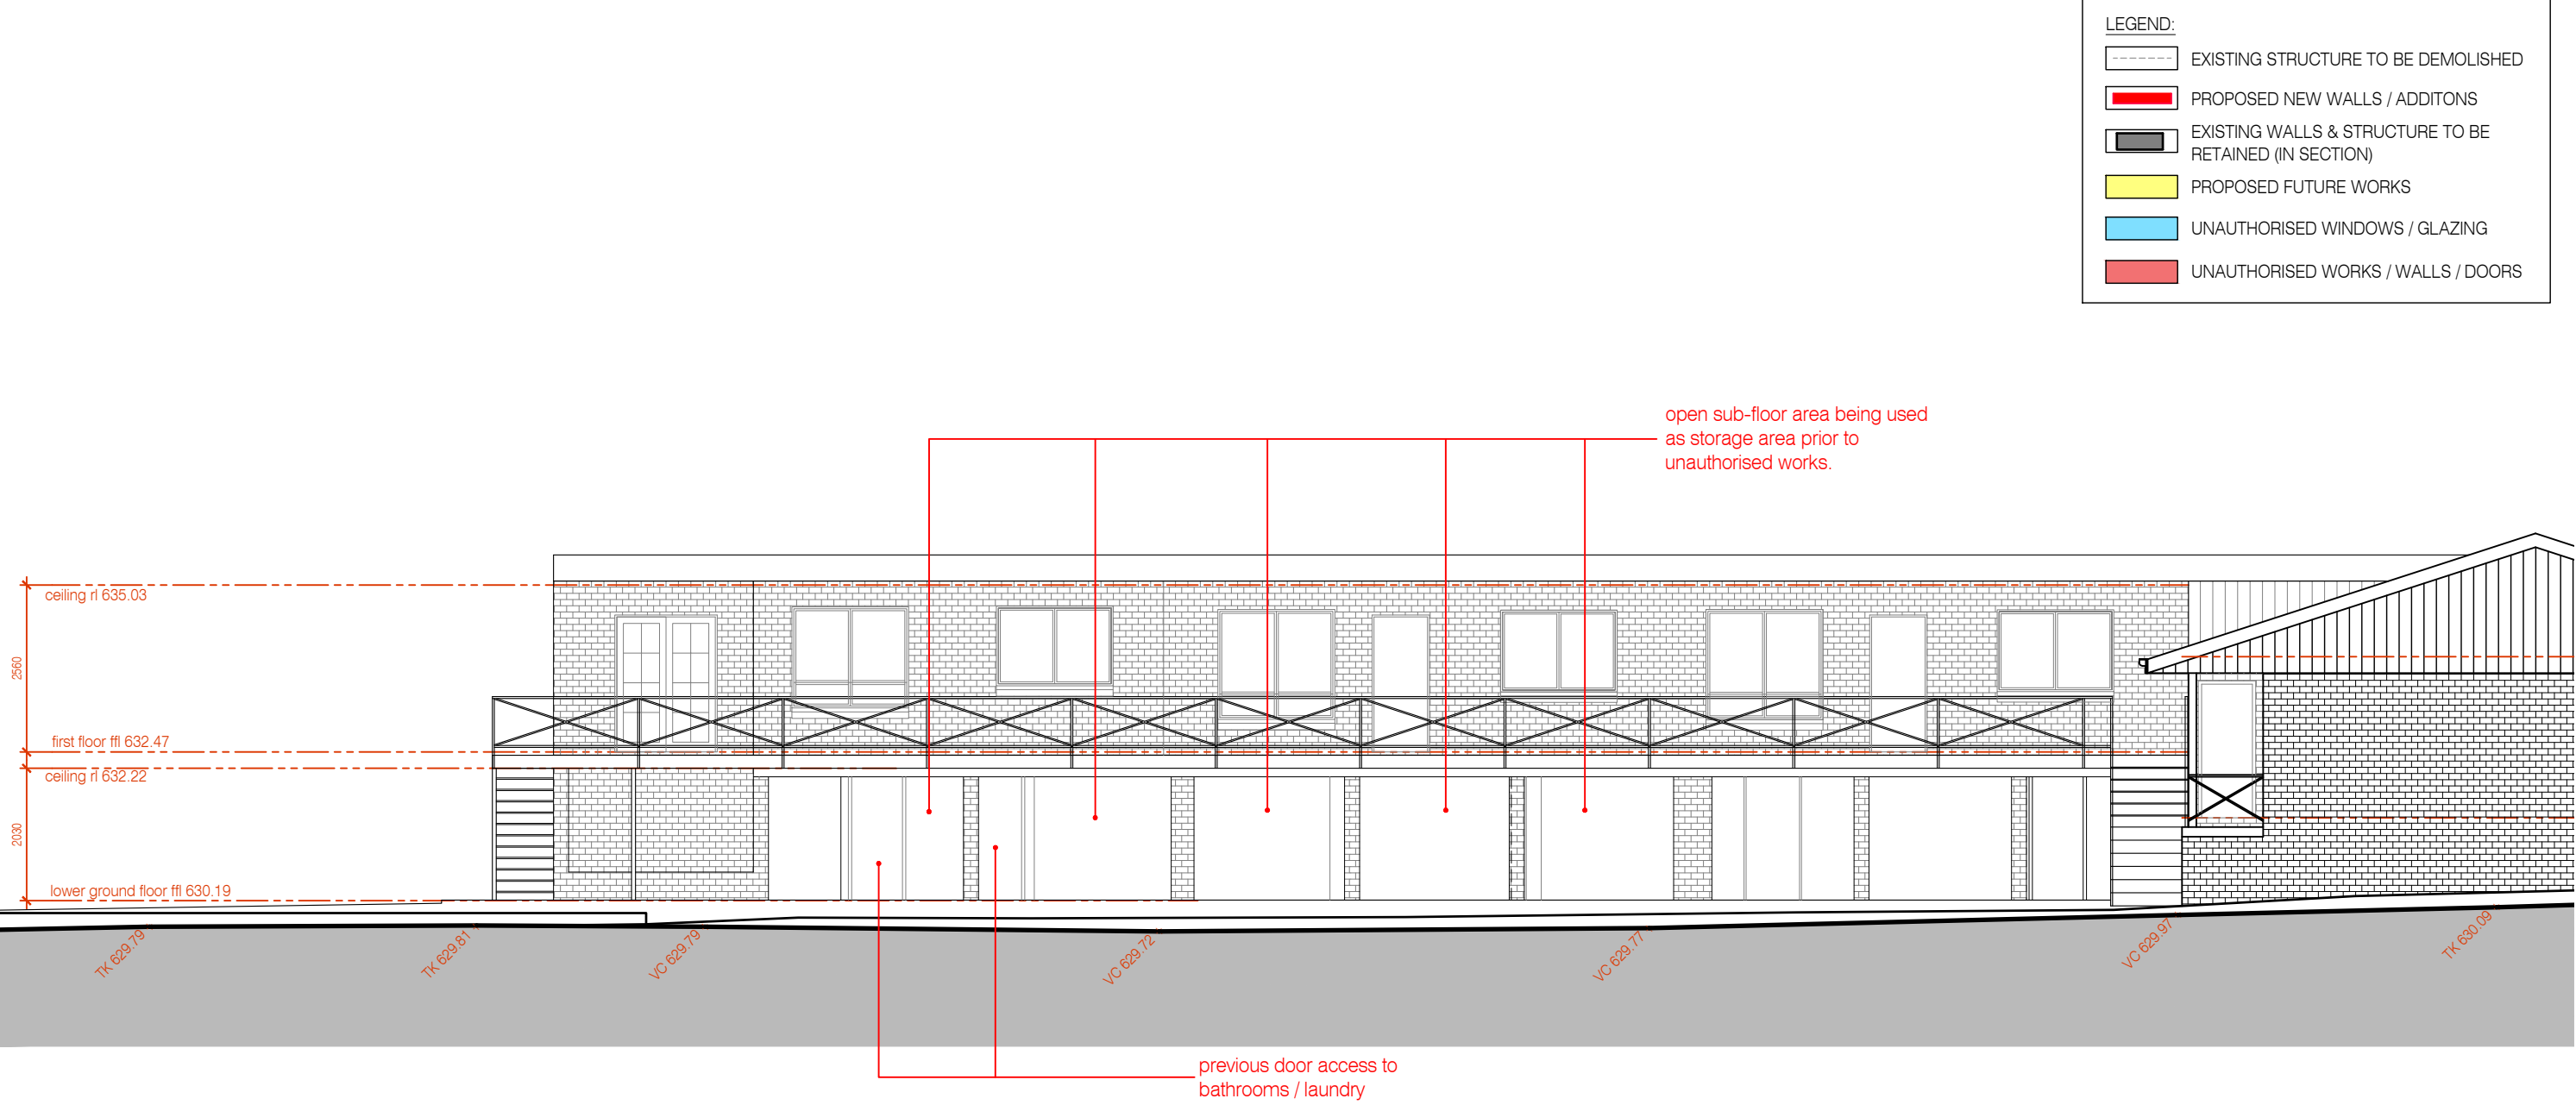 LEGEND:
EXISTING STRUCTURE TO BE DEMOLISHED
PROPOSED NEW WALLS / ADDITONS
EXISTING WALLS & STRUCTURE TO BE
RETAINED (IN SECTION)
PROPOSED FUTURE WORKS
UNAUTHORISED WINDOWS / GLAZING
UNAUTHORISED WORKS / WALLS / DOORS
open sub-floor area being used
as storage area prior to
unauthorised works.
ceiling rl 635.03
2560
first floor ffl 632.47
ceiling rl 632.22
2030
lower ground floor ffl 630.19
TK 629.79
TK 629.81
VC 629.79
VC 629.72
VC 629.77
VC 629.97
TK 630.09
previous door access to
bathrooms / laundry